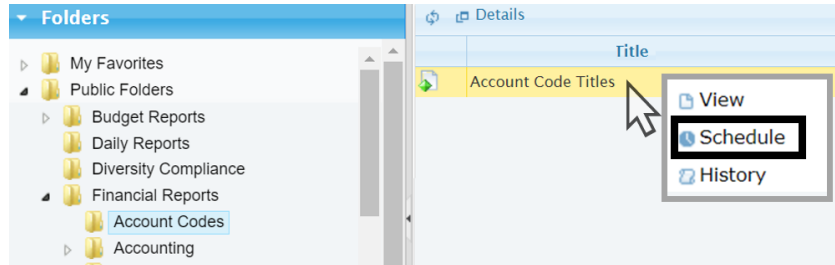 Folders
My Favorites
Public Folders
Budget Reports
Daily Reports
Diversity Compliance
Financial Reports
Account Codes
Accounting
Details
Title
Account Code Titles
View
Schedule
History